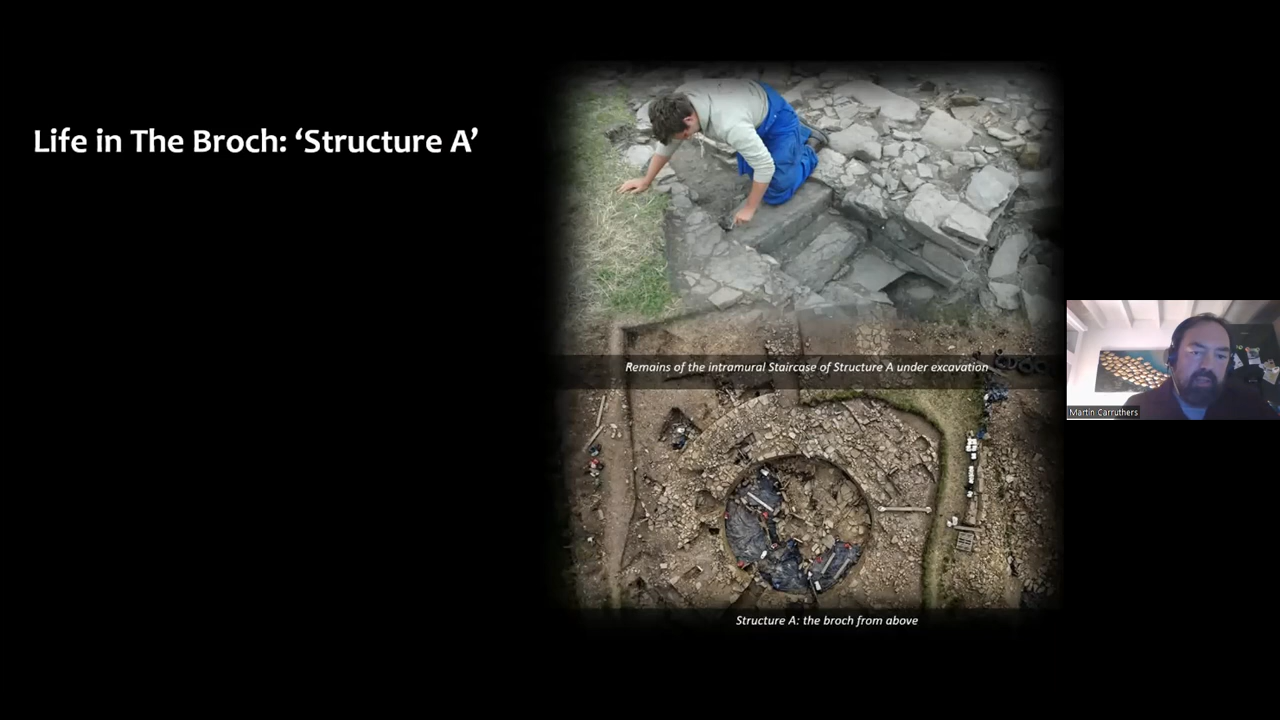 Life in The Broch: ‘Structure A’
Remains of the intramural Staircase of Structure A under excavation
Martin Carruthers
Structure A: the broch from above